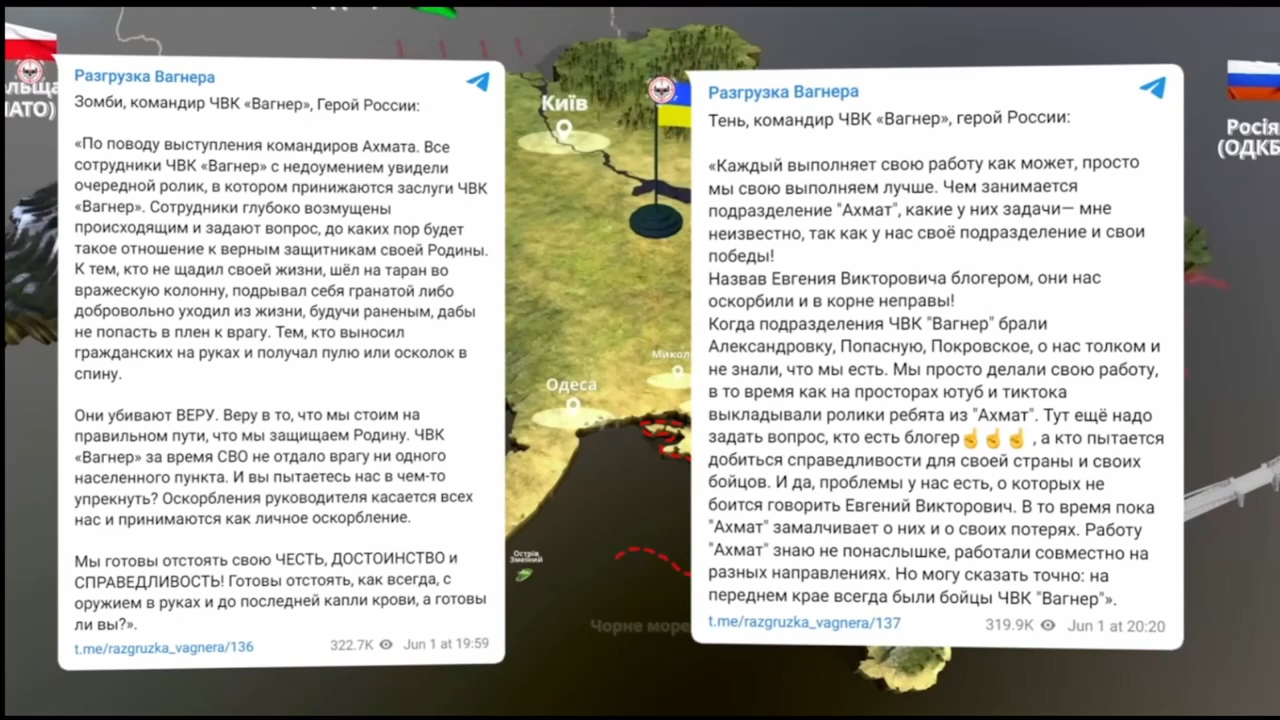 Разгрузка Вагнера
Зомби, командир ЧВК «Вагнер», Герой России:
«По поводу выступления командиров Ахмата. Все
сотрудники ЧВК «Вагнер» с недоумением увидели
очередной ролик, в котором принижаются заслуги ЧВК
«Вагнер». Сотрудники глубоко возмущены
происходящим и задают вопрос, до каких пор будет
такое отношение к верным защитникам своей Родины.
К тем, кто не щадил своей жизни, шёл на таран во
вражескую колонну, подрывал себя гранатой либо
добровольно уходил из жизни, будучи раненым, дабы
не попасть в плен к врагу. Тем, кто выносил
гражданских на руках и получал пулю или осколок в
спину.
Они убивают ВЕРУ. Веру в то, что мы стоим на
правильном пути, что мы защищаем Родину. ЧВК
«Вагнер» за время СВО не отдало врагу ни одного
населенного пункта. И вы пытаетесь нас в чем-то
упрекнуть? Оскорбления руководителя касается всех
нас и принимаются как личное оскорбление.
Мы готовы отстоять свою ЧЕСТЬ, ДОСТОИНСТВО и
СПРАВЕДЛИВОСТЬ! Готовы отстоять, как всегда, с
оружием в руках и до последней капли крови, а готовы
ли вы?».
t.me/razgruzka_vagnera/136 322.7K Jun 1 at 19:59
Київ
Одеса
Микол
Острів
Зміїний
Чорне море
Разгрузка Вагнера
Тень, командир ЧВК «Вагнер», герой России:
«Каждый выполняет свою работу как может, просто
мы свою выполняем лучше. Чем занимается
подразделение "Ахмат", какие у них задачи— мне
неизвестно, так как у нас своё подразделение и свои
победы!
Назвав Евгения Викторовича блогером, они нас
оскорбили и в корне неправы!
Когда подразделения ЧВК "Вагнер" брали
Александровку, Попасную, Покровское, о нас толком и
не знали, что мы есть. Мы просто делали свою работу,
в то время как на просторах ютуб и тиктока
выкладывали ролики ребята из "Ахмат". Тут ещё надо
задать вопрос, кто есть блогер☝☝☝ , а кто пытается
добиться справедливости для своей страны и своих
бойцов. И да, проблемы у нас есть, о которых не
боится говорить Евгений Викторович. В то время пока
"Ахмат" замалчивает о них и о своих потерях. Работу
"Ахмат" знаю не понаслышке, работали совместно на
разных направлениях. Но могу сказать точно: на
переднем крае всегда были бойцы ЧВК "Вагнер"».
t.me/razgruzka_vagnera/137 319.9K Jun 1 at 20:20
Росія
(ОДКБ
льща
НАТО)